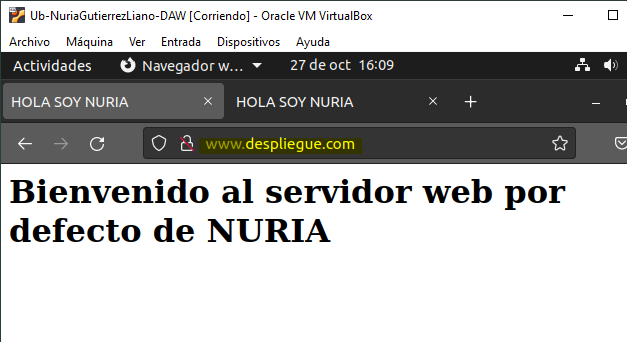 Ub-NuriaGutierrezLiano-DAW [Corriendo] - Oracle VM VirtualBox
Archivo Máquina Ver Entrada Dispositivos Ayuda
Actividades Navegador w… 27 de oct 16:09
HOLA SOY NURIA HOLA SOY NURIA
www.despliegue.com
Bienvenido al servidor web por
defecto de NURIA